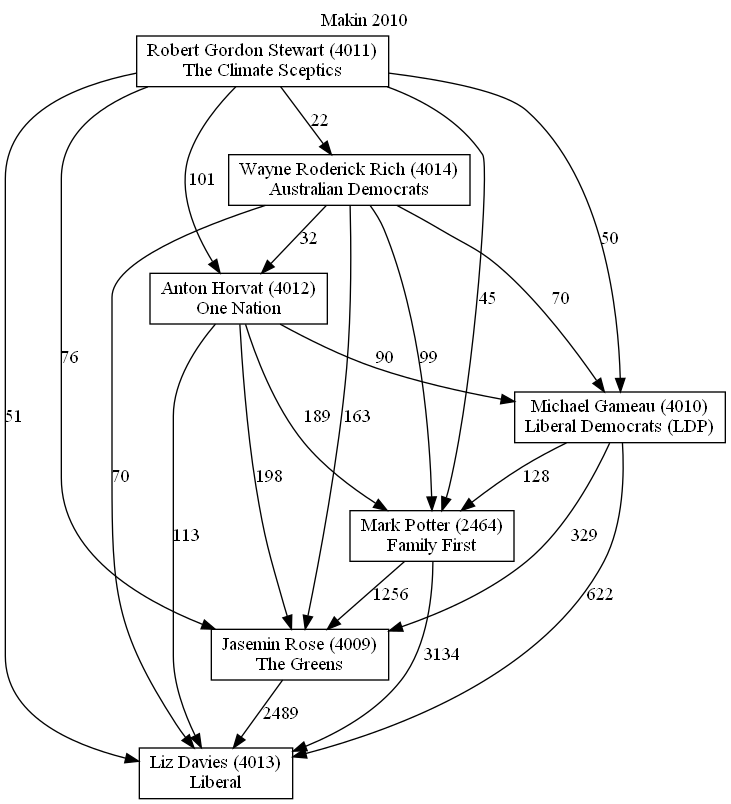 Makin 2010
Robert Gordon Stewart (4011)
The Climate Sceptics
22
Wayne Roderick Rich (4014)
Australian Democrats
101
32
50
45
70
Anton Horvat (4012)
One Nation
76
99
90
51
189
163
Michael Gameau (4010)
Liberal Democrats (LDP)
70
198
128
113
Mark Potter (2464)
Family First
329
1256
622
Jasemin Rose (4009)
The Greens
3134
2489
Liz Davies (4013)
Liberal